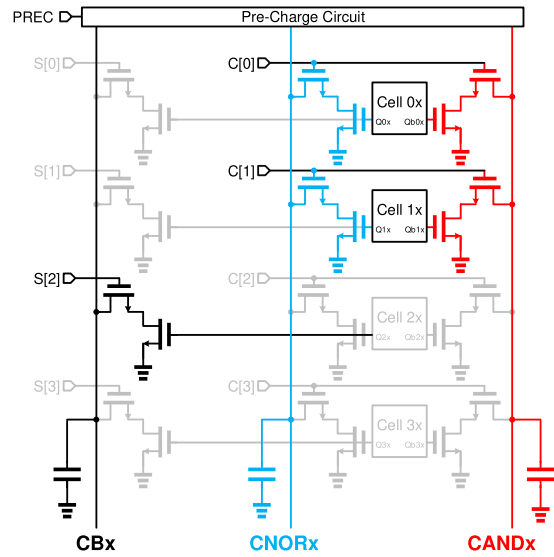 PREC Pre-Charge Circuit
S[0] C[0]
Cell 0x
Q0x Qb0x
S[1] C[1]
Cell 1x
Q1x Qb1x
S[2] C[2]
Cell 2x
Q2x Qb2x
S[3] C[3]
Cell 3x
Q3x Qb3x
CBx CNORx CANDx